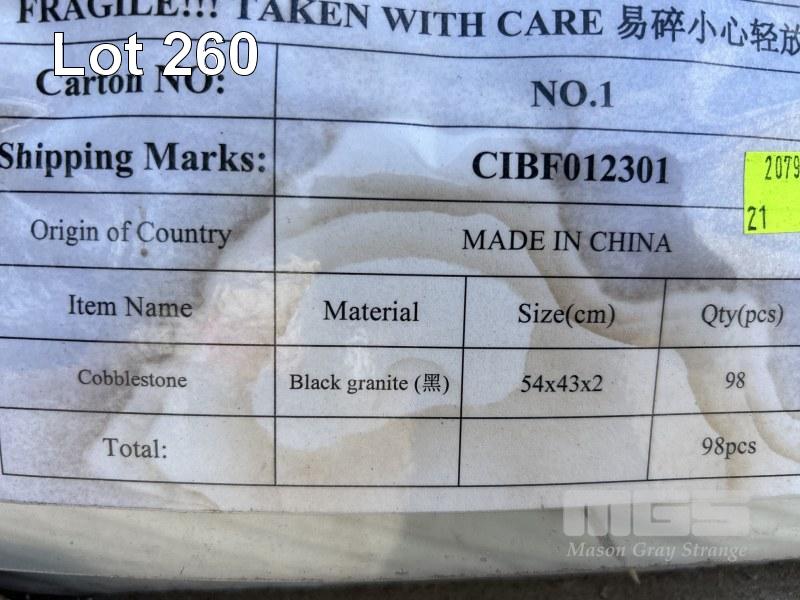 FRAGILE!!! TAKEN WITH CARE 易碎小心轻放
Lot 260
Carton NO: NO.1
Shipping Marks: CIBF012301
2079
21
Origin of Country MADE IN CHINA
Item Name Material Size(cm) Qty(pcs)
Cobblestone Black granite (黑) 54x43x2 98
Total: 98pcs
MGS
Mason Gray Strange